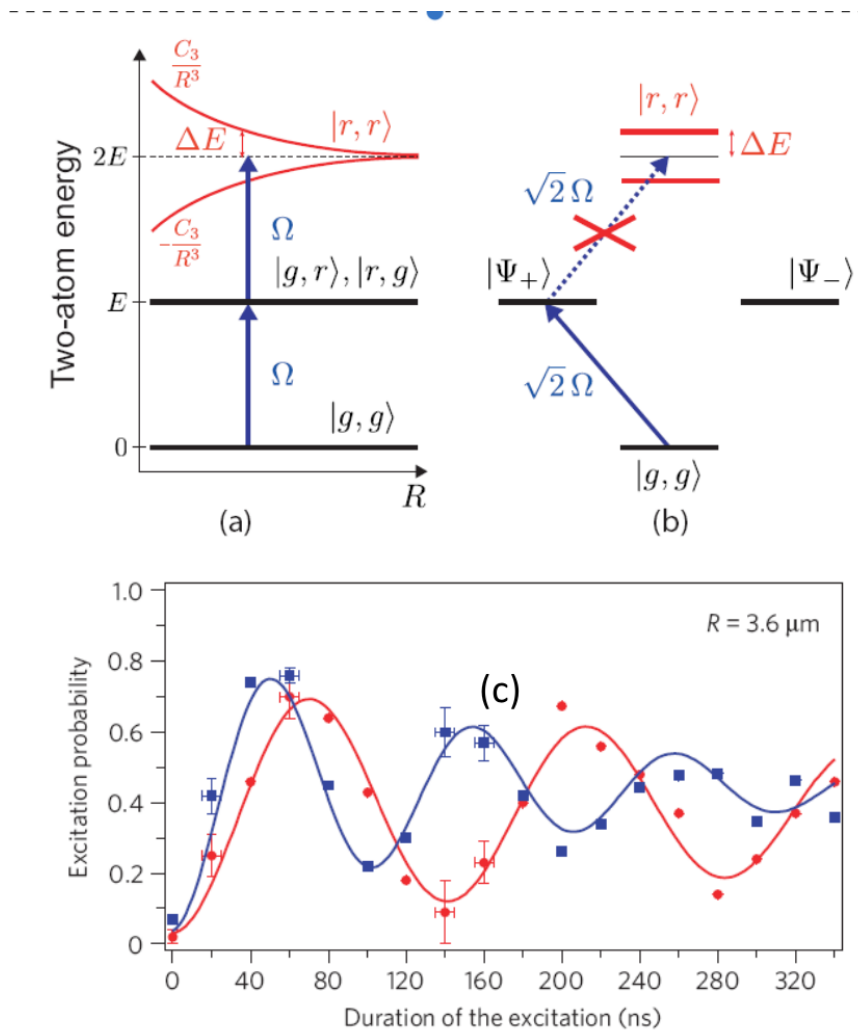 C₃/R³
|r, r⟩
|r, r⟩
ΔE
ΔE
2E
√2 Ω
Ω
−C₃/R³
|g, r⟩, |r, g⟩
|Ψ₊⟩
|Ψ₋⟩
E
Two-atom energy
Ω
√2 Ω
|g, g⟩
0
R
|g, g⟩
(a)
(b)
1.0
R = 3.6 μm
0.8
(c)
0.6
0.4
0.2
0
Excitation probability
0 40 80 120 160 200 240 280 320
Duration of the excitation (ns)